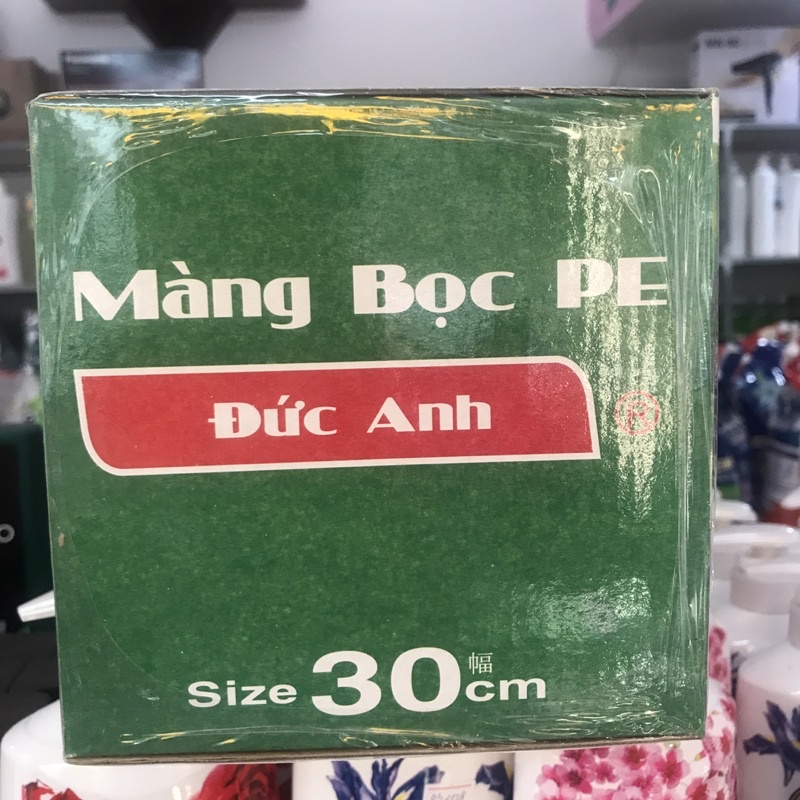 Màng Bọc PE
Đức Anh ®
Size 30幅cm